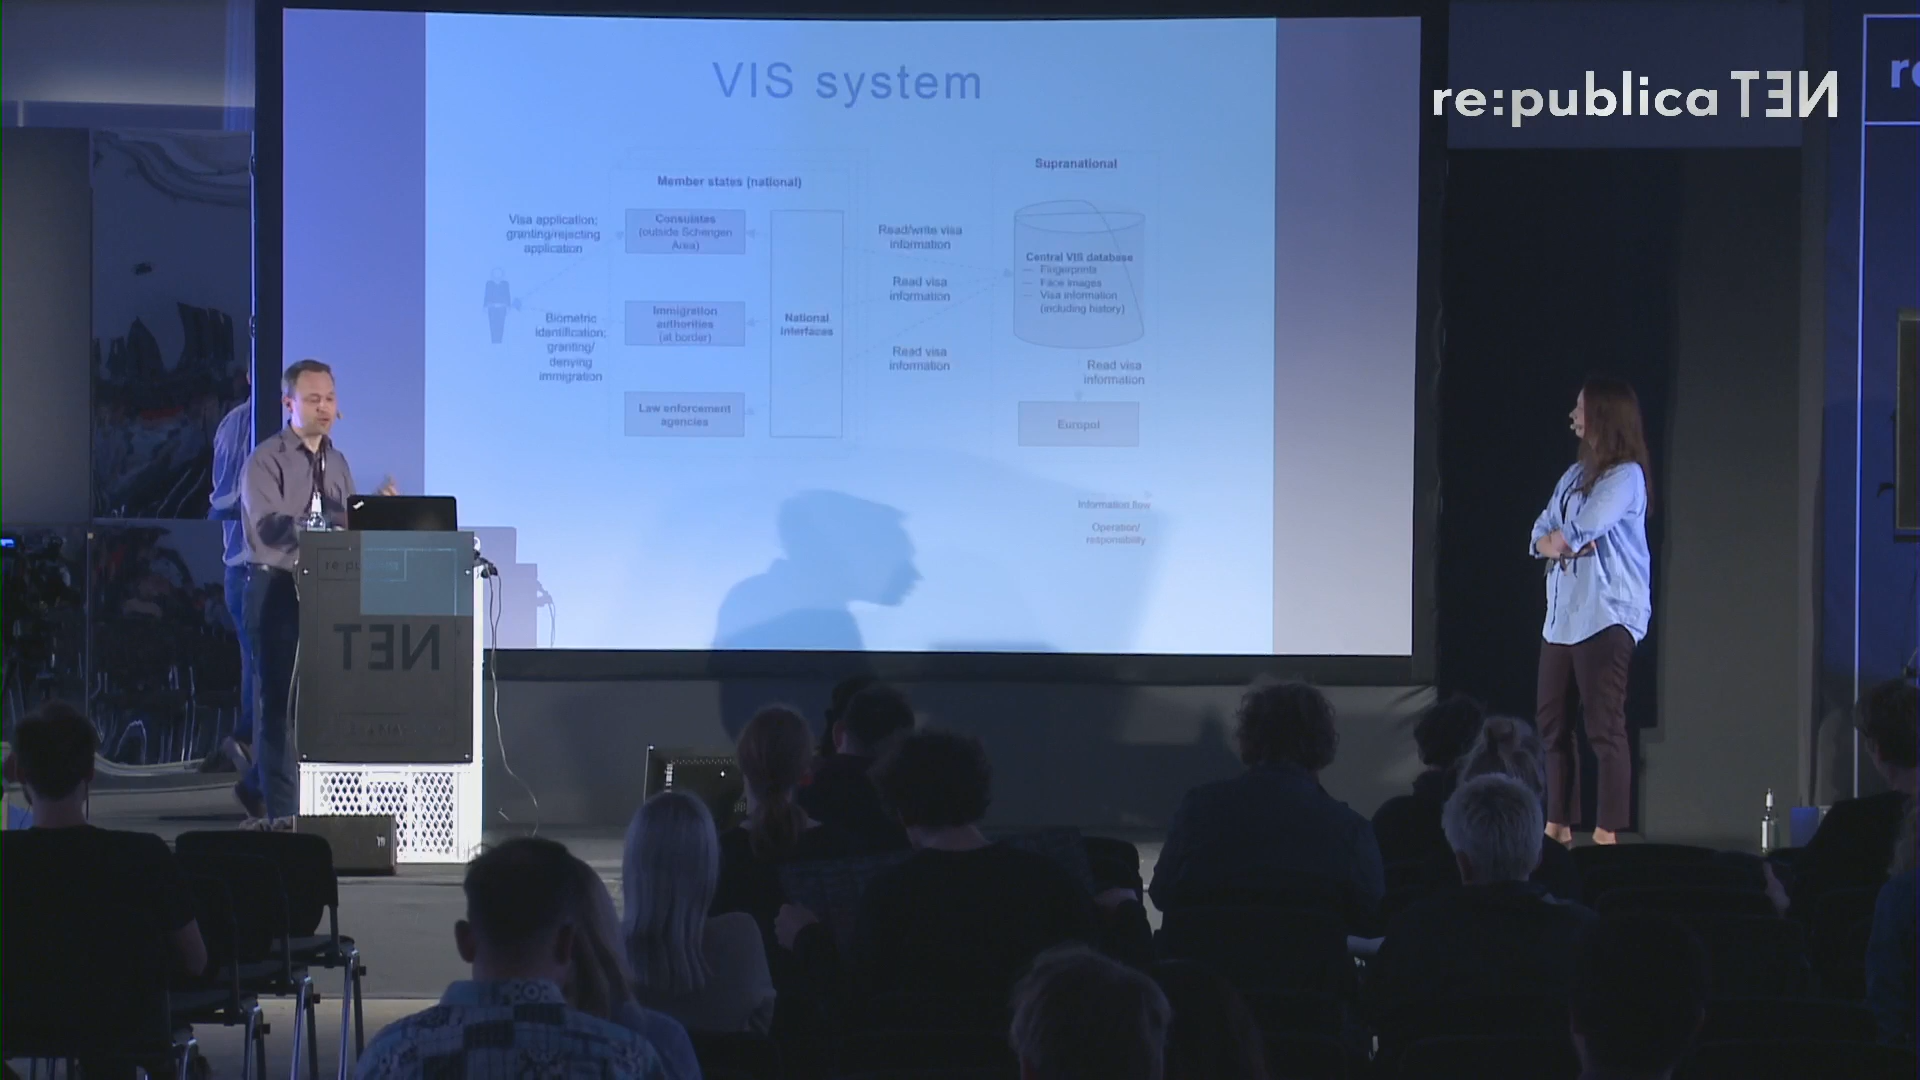 VIS system
re:publica TEN
Supranational
Member states (national)
Visa application;
granting/rejecting
application
Consulates
(outside Schengen
Area)
Read/write visa
information
Central VIS database
— Fingerprints
— Face images
— Visa information
(including history)
Read visa
information
Biometric
identification;
granting/
denying
immigration
Immigration
authorities
(at border)
National
interfaces
Read visa
information
Read visa
information
Law enforcement
agencies
Europol
Information flow
Operation/
responsibility
NET